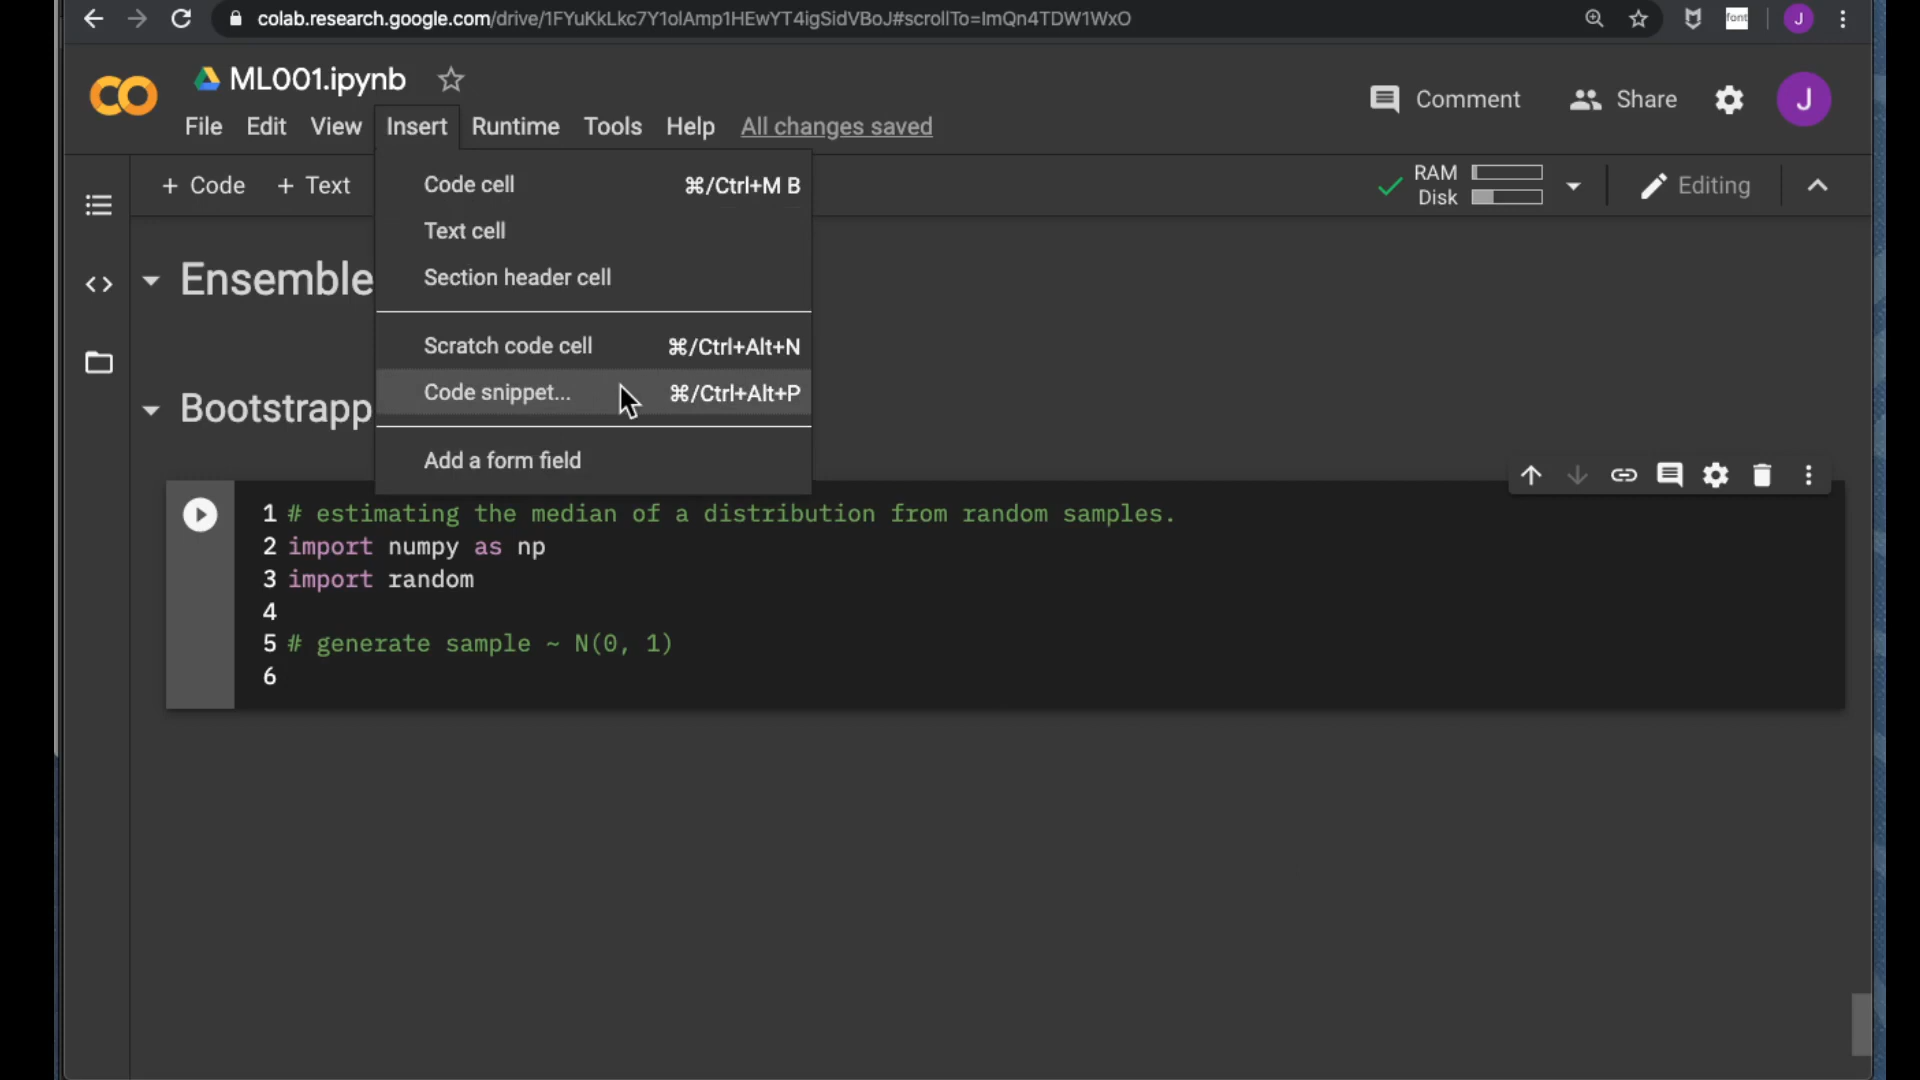 colab.research.google.com/drive/1FYuKkLkc7Y1olAmp1HEwYT4igSidVBoJ#scrollTo=ImQn4TDW1WxO
font
J
ML001.ipynb
Comment
Share
J
File Edit View Insert Runtime Tools Help All changes saved
+ Code + Text
RAM
Disk
Editing
Code cell ⌘/Ctrl+M B
Text cell
Section header cell
Scratch code cell ⌘/Ctrl+Alt+N
Code snippet... ⌘/Ctrl+Alt+P
Add a form field
Ensemble
Bootstrapp
1 # estimating the median of a distribution from random samples.
2 import numpy as np
3 import random
4
5 # generate sample ~ N(0, 1)
6